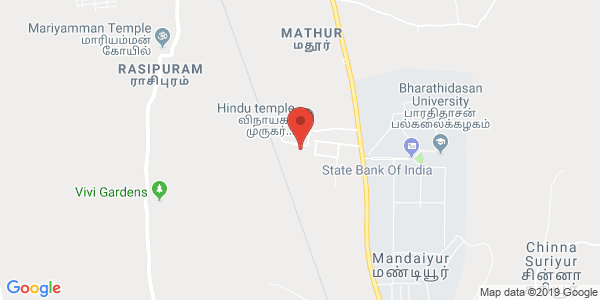 MATHUR
மதூர்
Mariyamman Temple
மாரியம்மன்
கோயில்
RASIPURAM
ராசிபுரம்
Hindu temple
விநாயகர்
முருகர்...
Bharathidasan
University
பாரதிதாசன்
பல்கலைக்கழகம்
State Bank Of India
Vivi Gardens
Mandaiyur
மண்டியூர்
Chinna
Suriyur
சின்னா
Google
Map data ©2019 Google